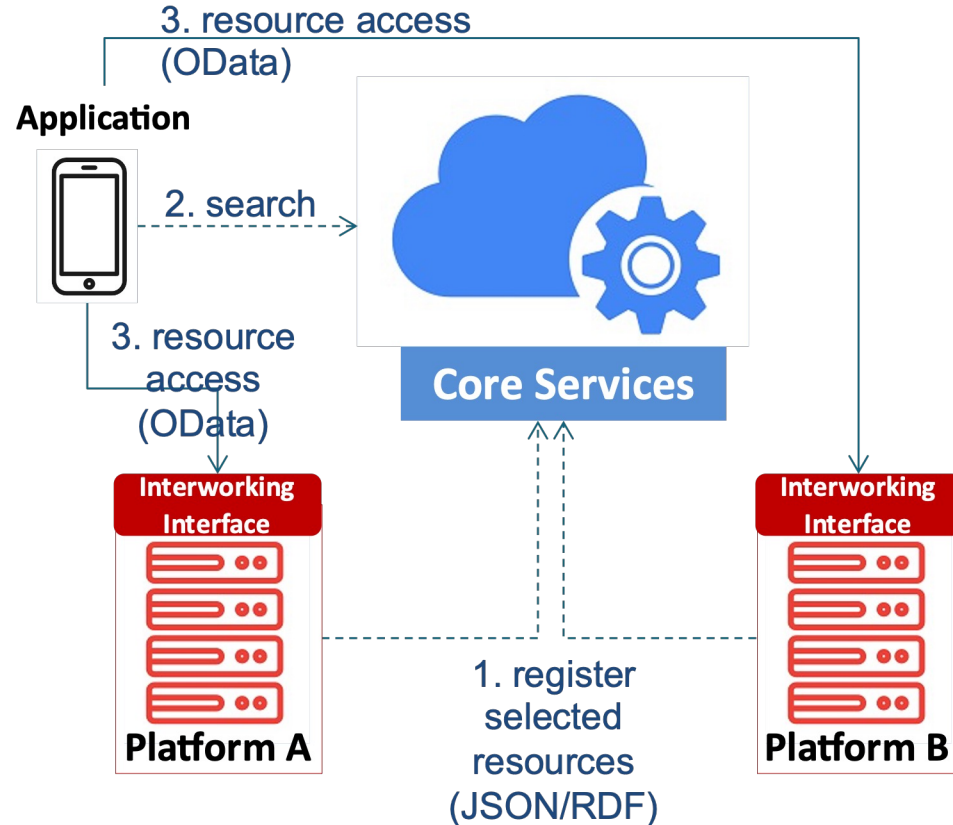 3. resource access
(OData)
Application
2. search
3. resource
access
(OData)
Core Services
Interworking
Interface
Interworking
Interface
Platform A
Platform B
1. register
selected
resources
(JSON/RDF)